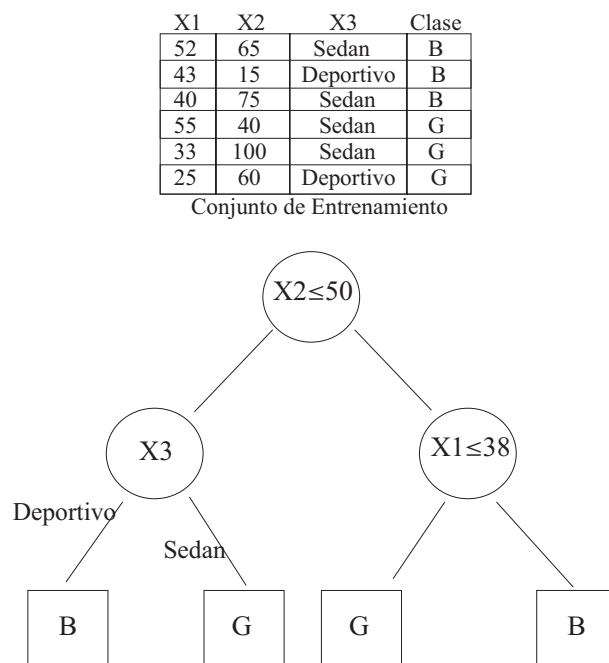 X1 X2 X3 Clase
52 65 Sedan B
43 15 Deportivo B
40 75 Sedan B
55 40 Sedan G
33 100 Sedan G
25 60 Deportivo G
Conjunto de Entrenamiento
X2≤50
X3 X1≤38
Deportivo
Sedan
B G G B